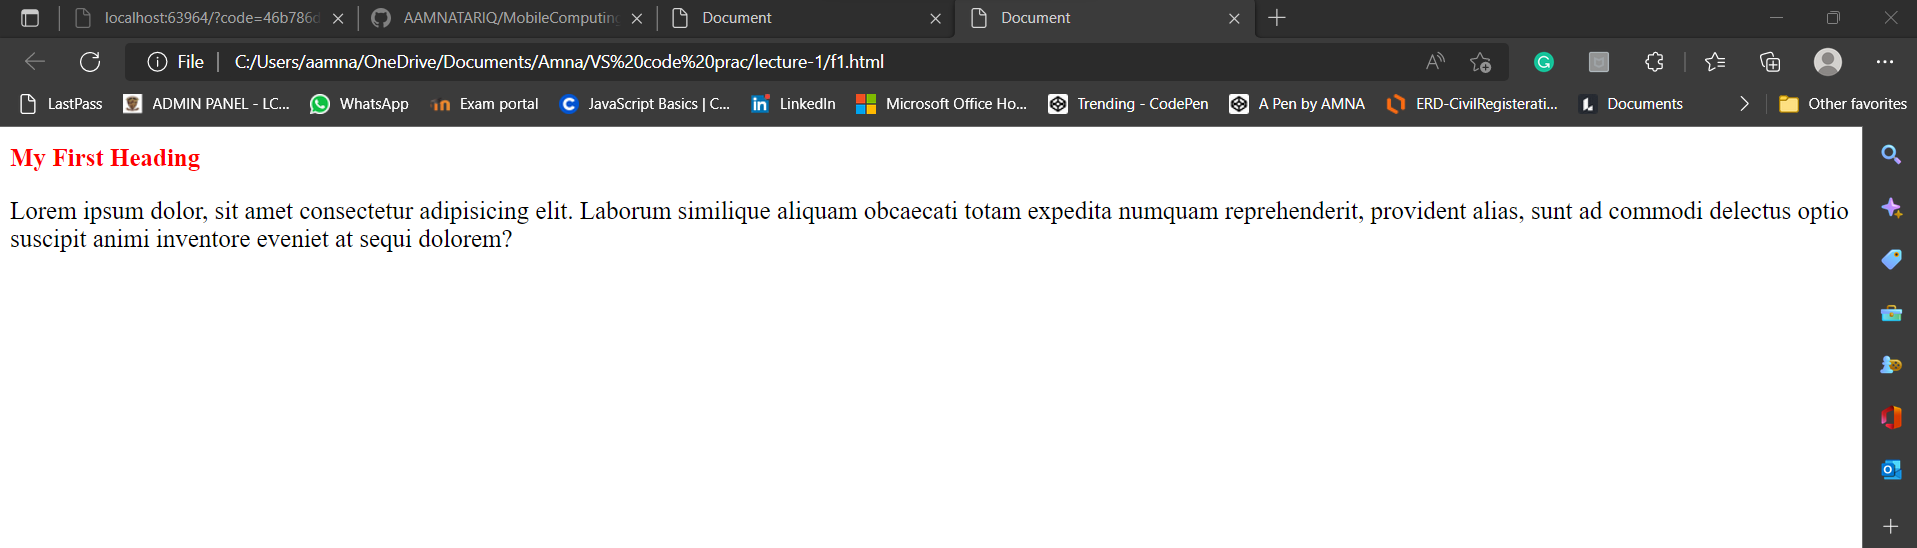 localhost:63964/?code=46b786d
AAMNATARIQ/MobileComputing
Document
Document
File
C:/Users/aamna/OneDrive/Documents/Amna/VS%20code%20prac/lecture-1/f1.html
LastPass
ADMIN PANEL - LC...
WhatsApp
Exam portal
JavaScript Basics | C...
LinkedIn
Microsoft Office Ho...
Trending - CodePen
A Pen by AMNA
ERD-CivilRegisterati...
Documents
Other favorites
My First Heading
Lorem ipsum dolor, sit amet consectetur adipisicing elit. Laborum similique aliquam obcaecati totam expedita numquam reprehenderit, provident alias, sunt ad commodi delectus optio
suscipit animi inventore eveniet at sequi dolorem?